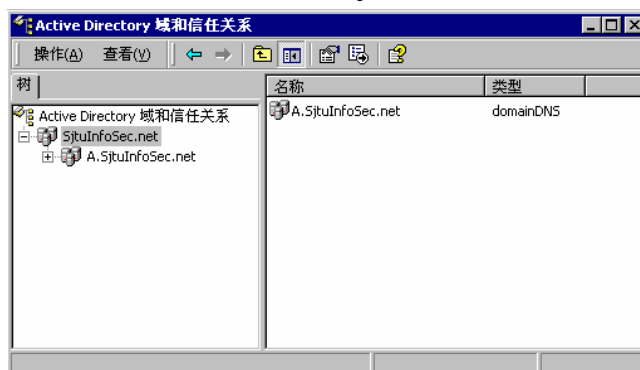 Active Directory 域和信任关系
操作(A) 查看(V)
树
Active Directory 域和信任关系
SjtuInfoSec.net
A.SjtuInfoSec.net
名称 类型
A.SjtuInfoSec.net domainDNS